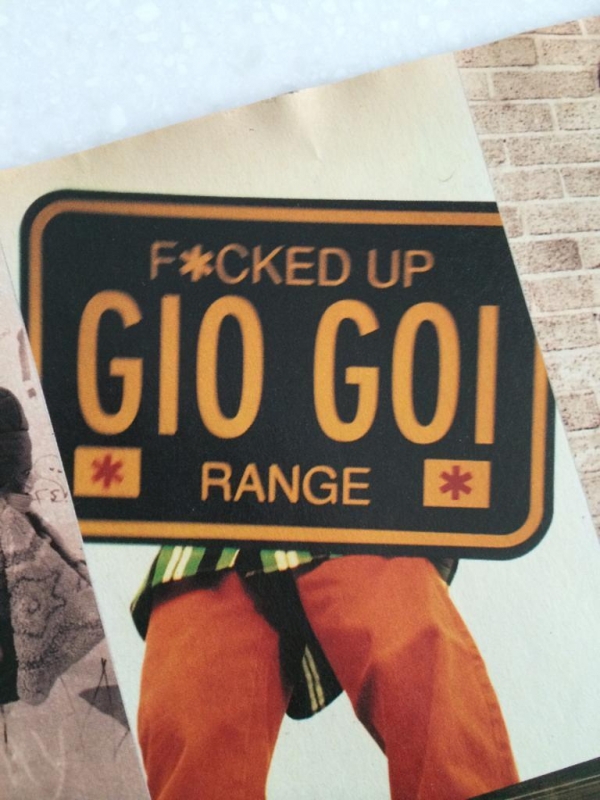 F*CKED UP
GIO GOI
* RANGE *